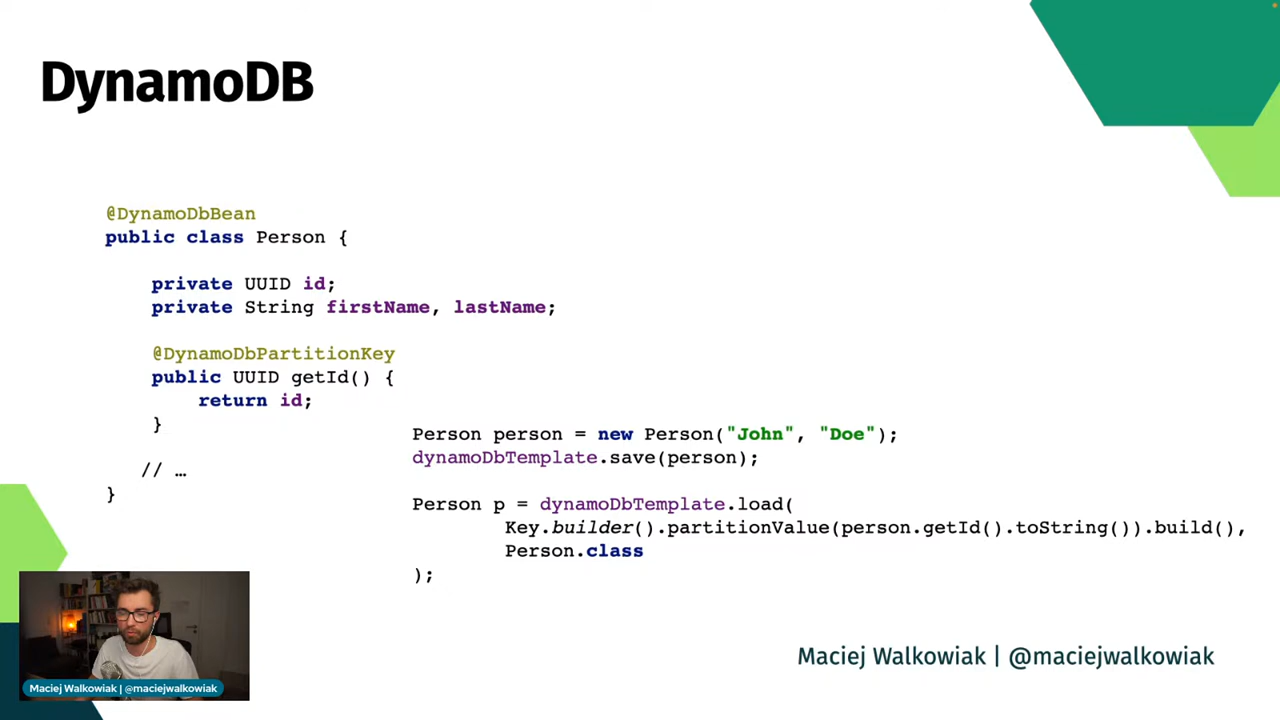 DynamoDB
@DynamoDbBean
public class Person {
private UUID id;
private String firstName, lastName;
@DynamoDbPartitionKey
public UUID getId() {
return id;
}
// …
}
Person person = new Person("John", "Doe");
dynamoDbTemplate.save(person);
Person p = dynamoDbTemplate.load(
Key.builder().partitionValue(person.getId().toString()).build(),
Person.class
);
Maciej Walkowiak | @maciejwalkowiak
Maciej Walkowiak | @maciejwalkowiak